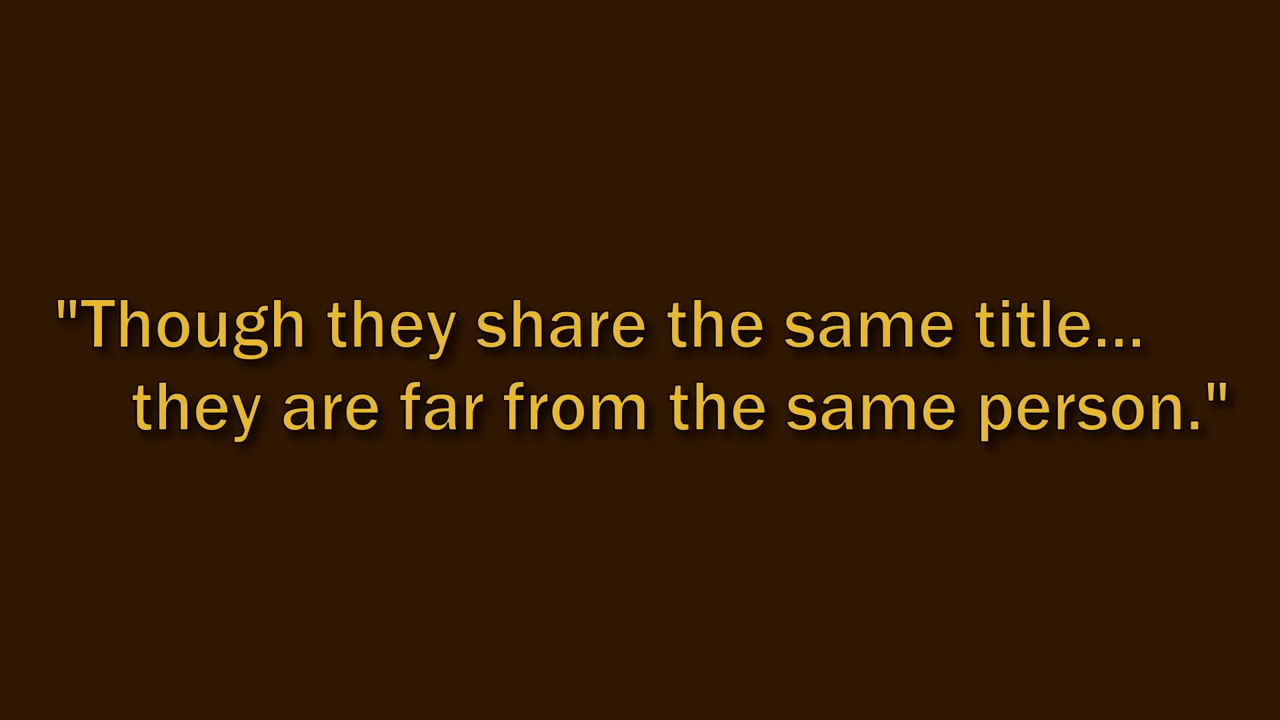 "Though they share the same title...
they are far from the same person."